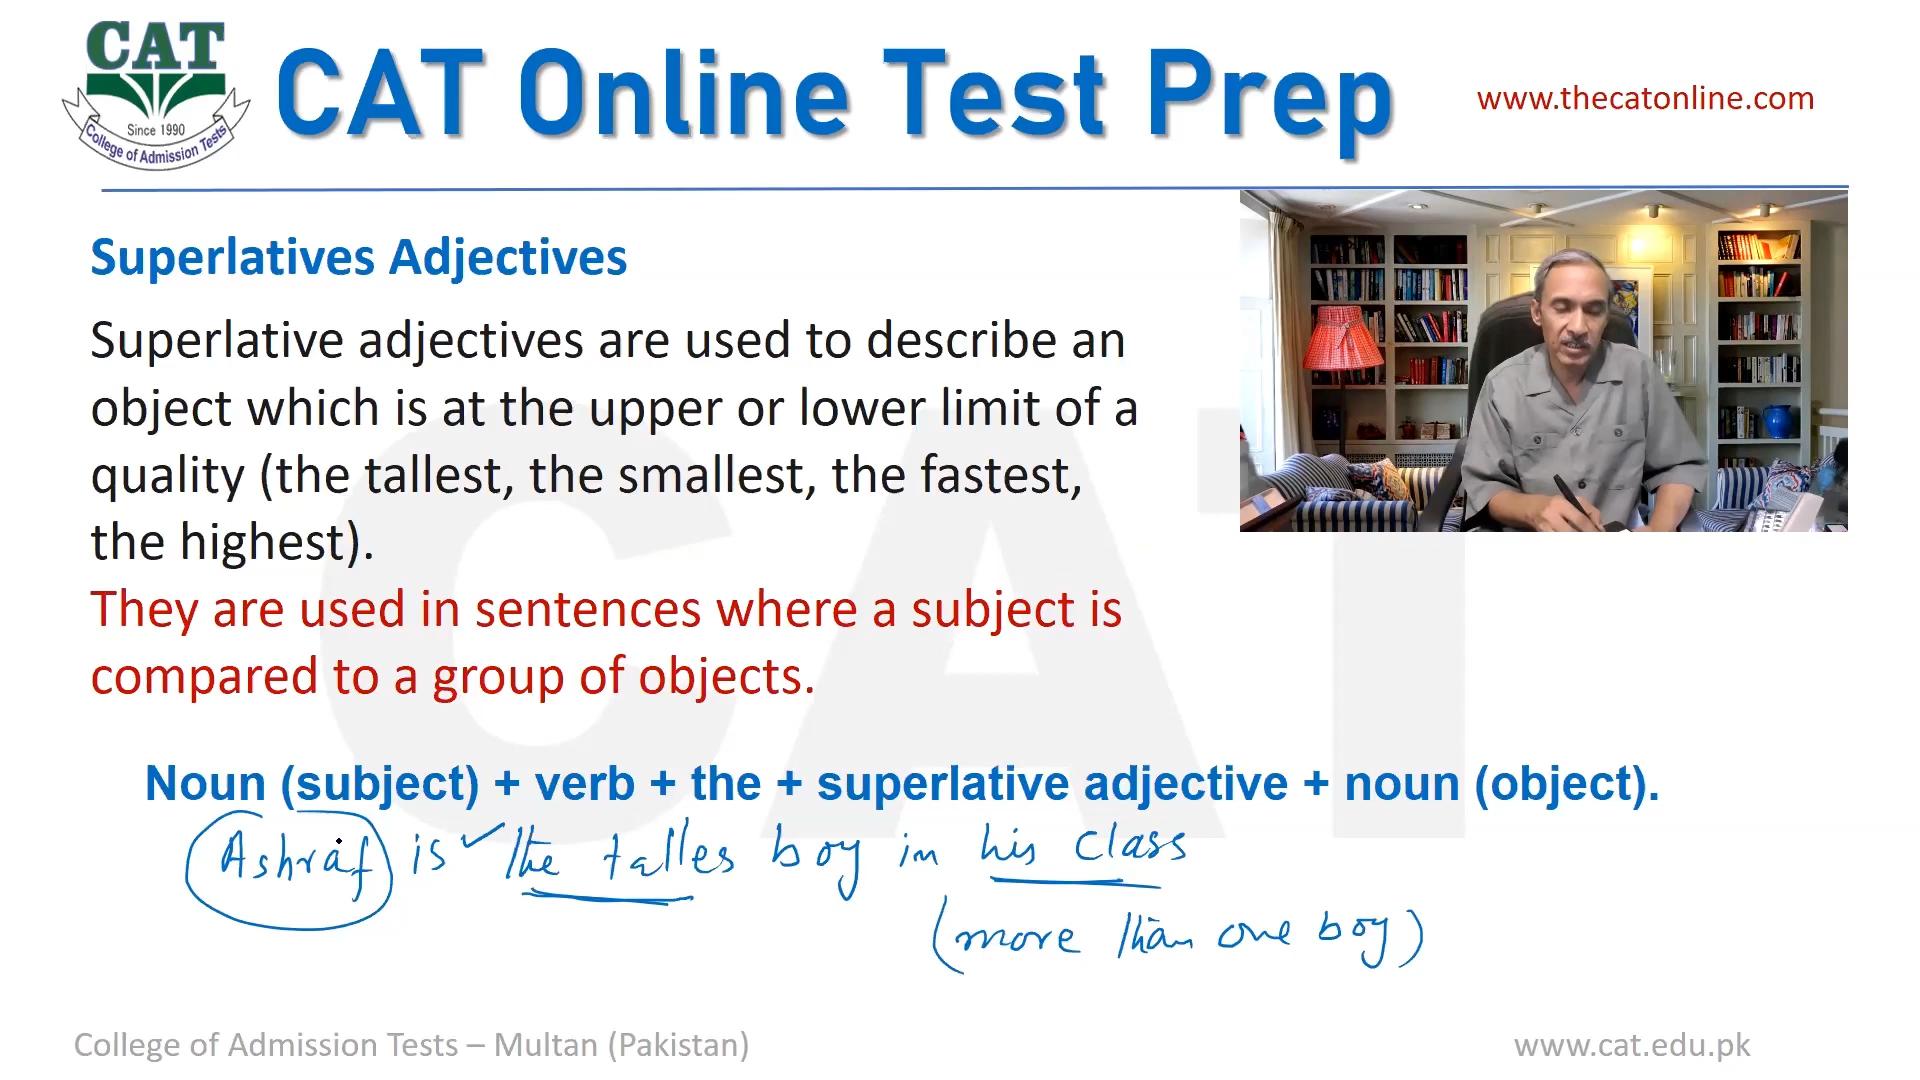 CAT
Since 1990
College of Admission Tests
CAT Online Test Prep
www.thecatonline.com
Superlatives Adjectives
Superlative adjectives are used to describe an
object which is at the upper or lower limit of a
quality (the tallest, the smallest, the fastest,
the highest).
They are used in sentences where a subject is
compared to a group of objects.
CAT
Noun (subject) + verb + the + superlative adjective + noun (object).
Ashraf is the talles boy in his class
(more than one boy)
College of Admission Tests – Multan (Pakistan)
www.cat.edu.pk